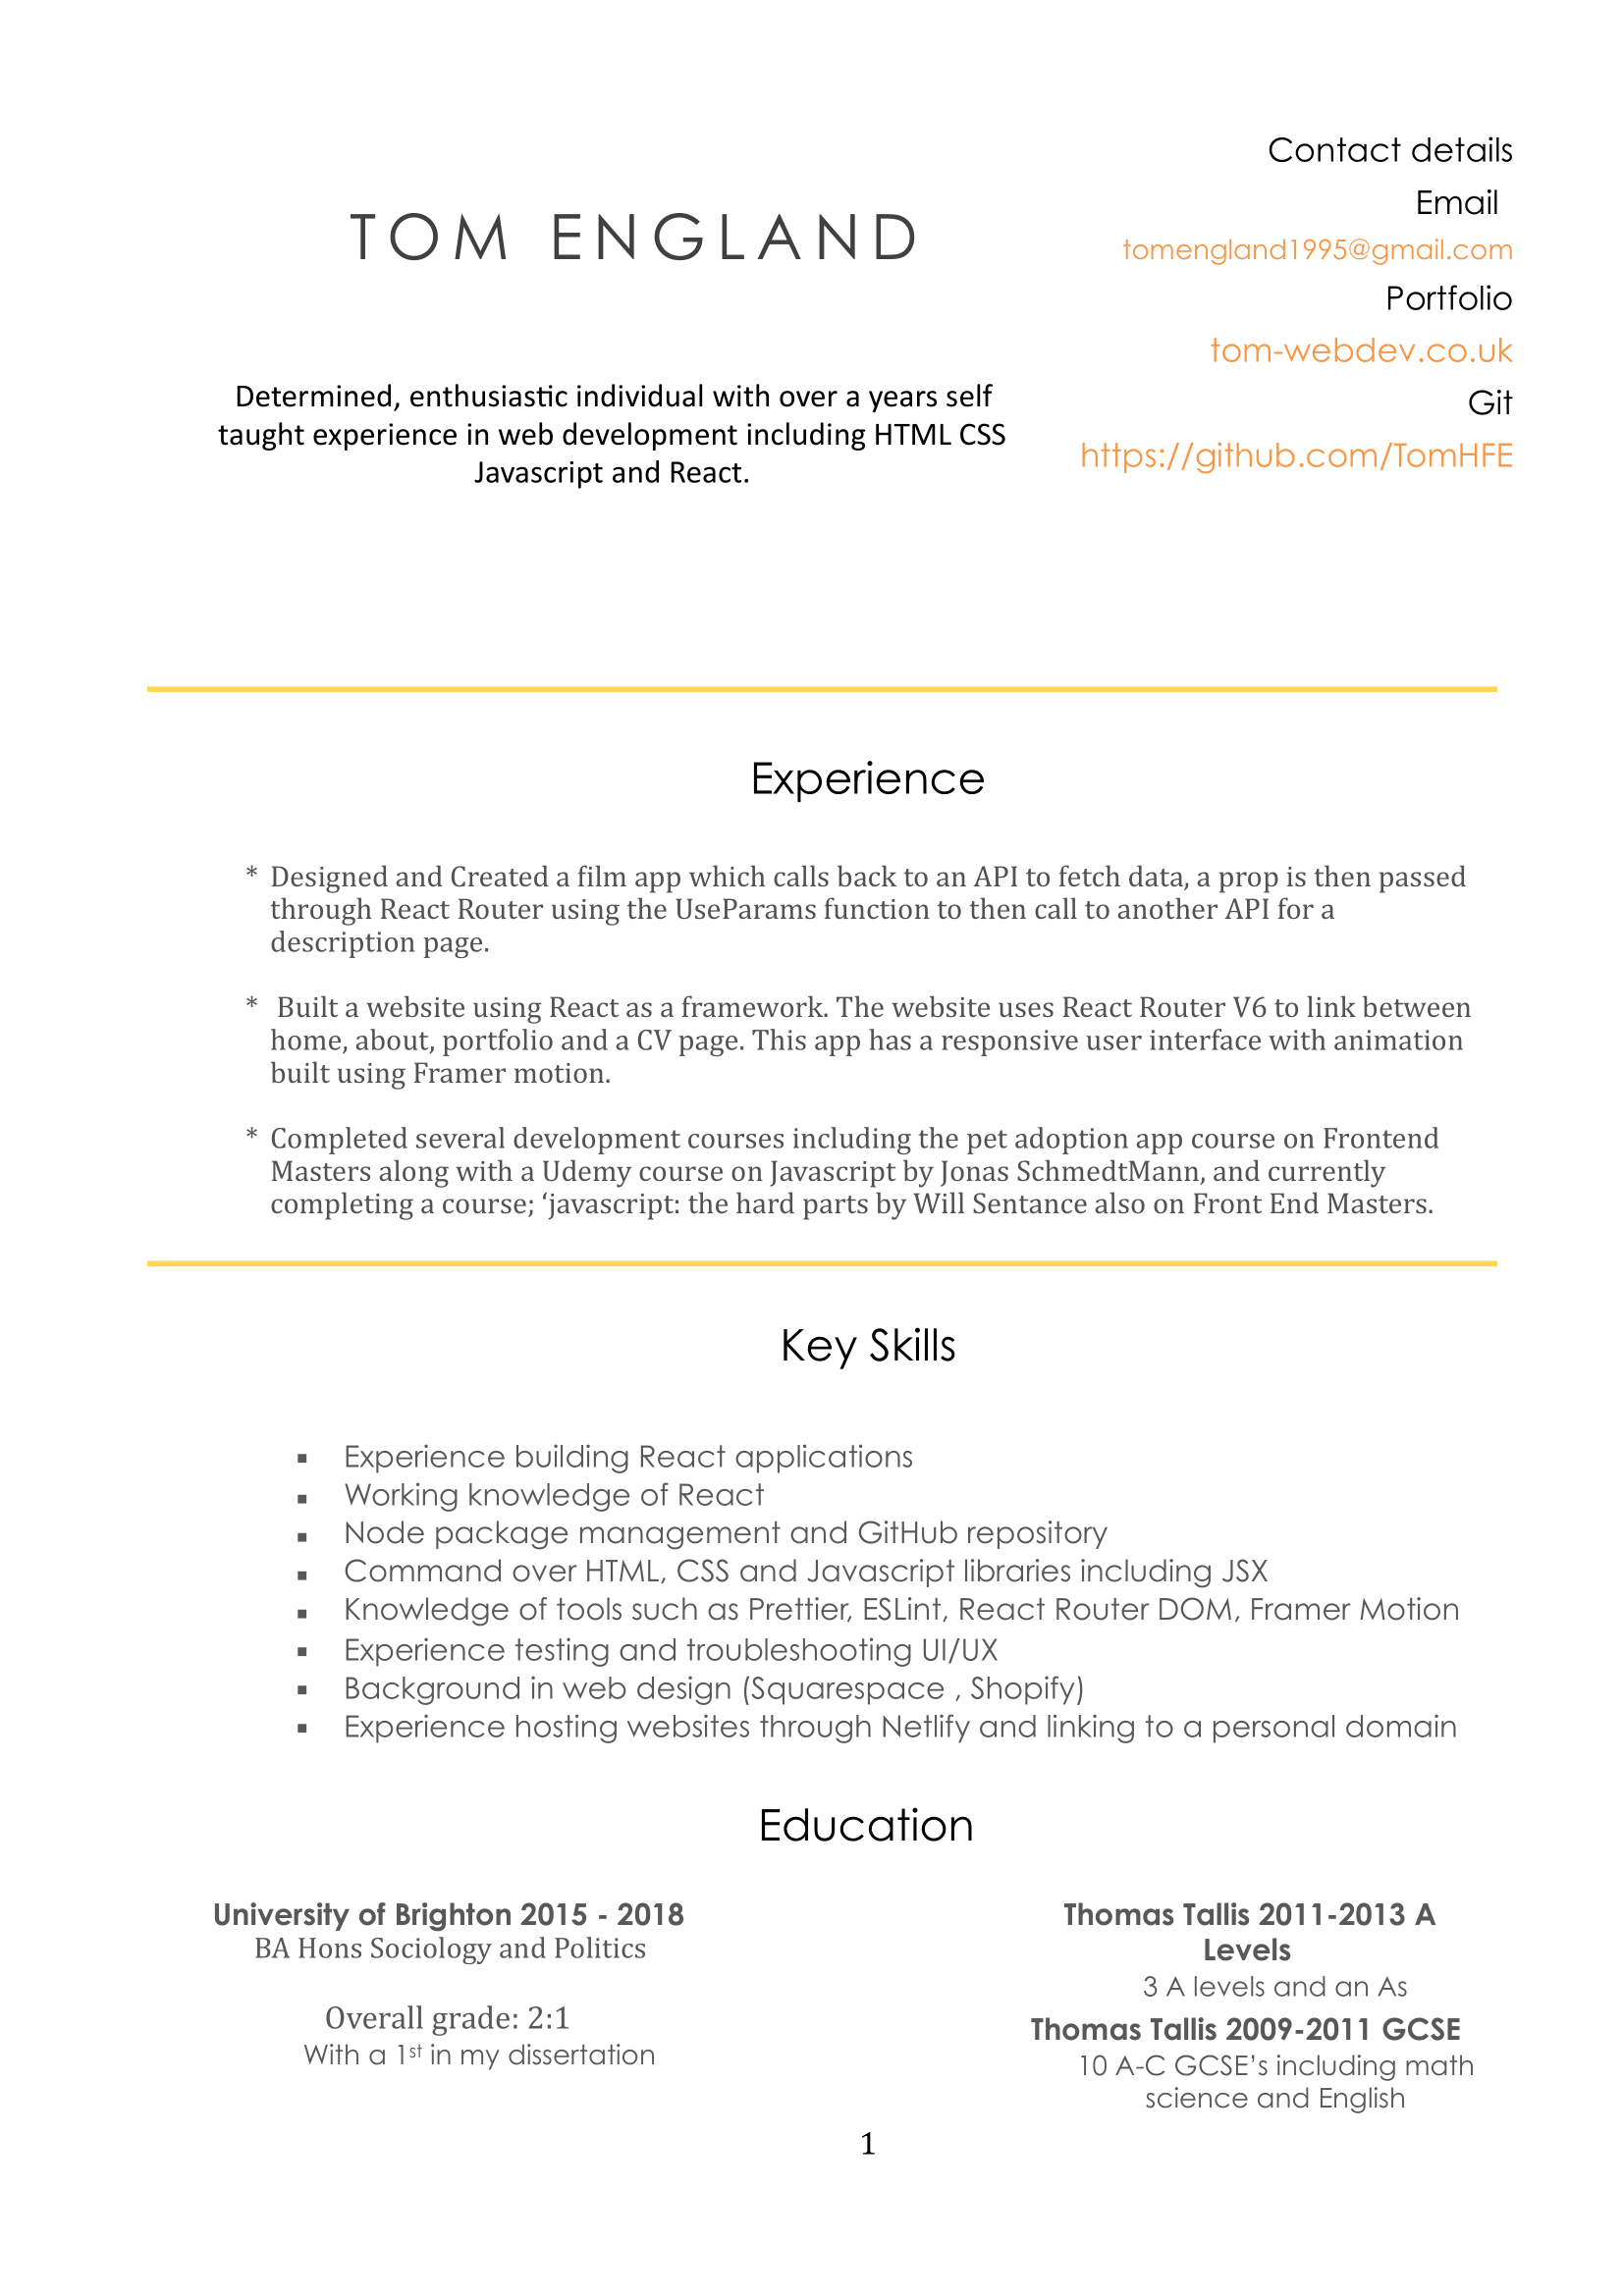 TOM ENGLAND
Determined, enthusiastic individual with over a years self
taught experience in web development including HTML CSS
Javascript and React.
Contact details
Email
tomengland1995@gmail.com
Portfolio
tom-webdev.co.uk
Git
https://github.com/TomHFE
Experience
* Designed and Created a film app which calls back to an API to fetch data, a prop is then passed
through React Router using the UseParams function to then call to another API for a
description page.
* Built a website using React as a framework. The website uses React Router V6 to link between
home, about, portfolio and a CV page. This app has a responsive user interface with animation
built using Framer motion.
* Completed several development courses including the pet adoption app course on Frontend
Masters along with a Udemy course on Javascript by Jonas SchmedtMann, and currently
completing a course; ‘javascript: the hard parts by Will Sentance also on Front End Masters.
Key Skills
▪ Experience building React applications
▪ Working knowledge of React
▪ Node package management and GitHub repository
▪ Command over HTML, CSS and Javascript libraries including JSX
▪ Knowledge of tools such as Prettier, ESLint, React Router DOM, Framer Motion
▪ Experience testing and troubleshooting UI/UX
▪ Background in web design (Squarespace , Shopify)
▪ Experience hosting websites through Netlify and linking to a personal domain
Education
University of Brighton 2015 - 2018
BA Hons Sociology and Politics
Overall grade: 2:1
With a 1st in my dissertation
Thomas Tallis 2011-2013 A
Levels
3 A levels and an As
Thomas Tallis 2009-2011 GCSE
10 A-C GCSE’s including math
science and English
1